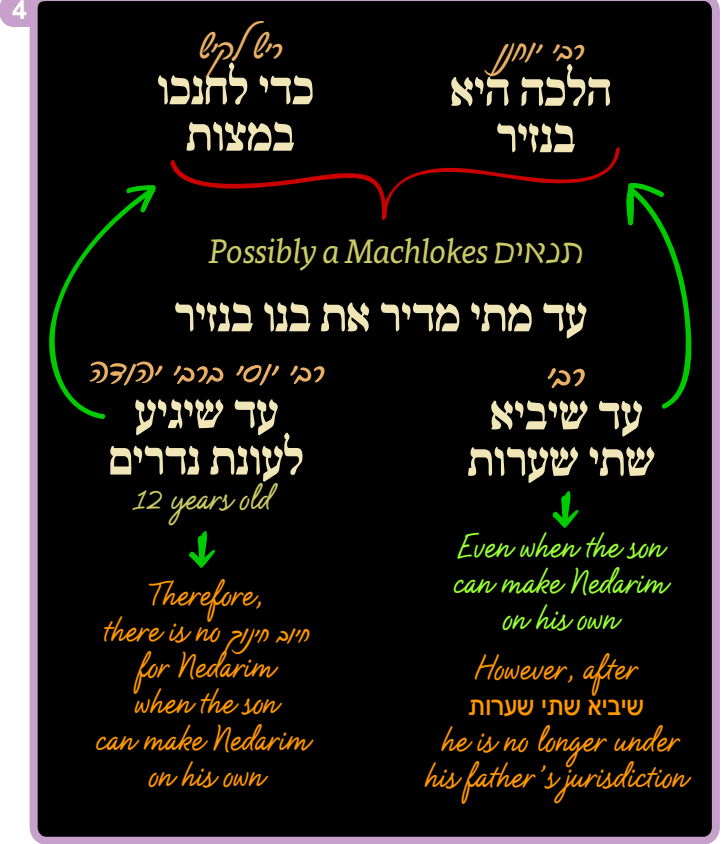 4
רבי יוחנן
הלכה היא
בנזיר
ריש לקיש
כדי לחנכו
במצות
Possibly a Machlokes תנאים
עד מתי מדיר את בנו בנזיר
רבי
עד שיביא
שתי שערות
Even when the son
can make Nedarim
on his own
However, after
שיביא שתי שערות
he is no longer under
his father's jurisdiction
רבי יוסי ברבי יהודה
עד שיגיע
לעונת נדרים
12 years old
Therefore,
there is no חיוב חינוך
for Nedarim
when the son
can make Nedarim
on his own